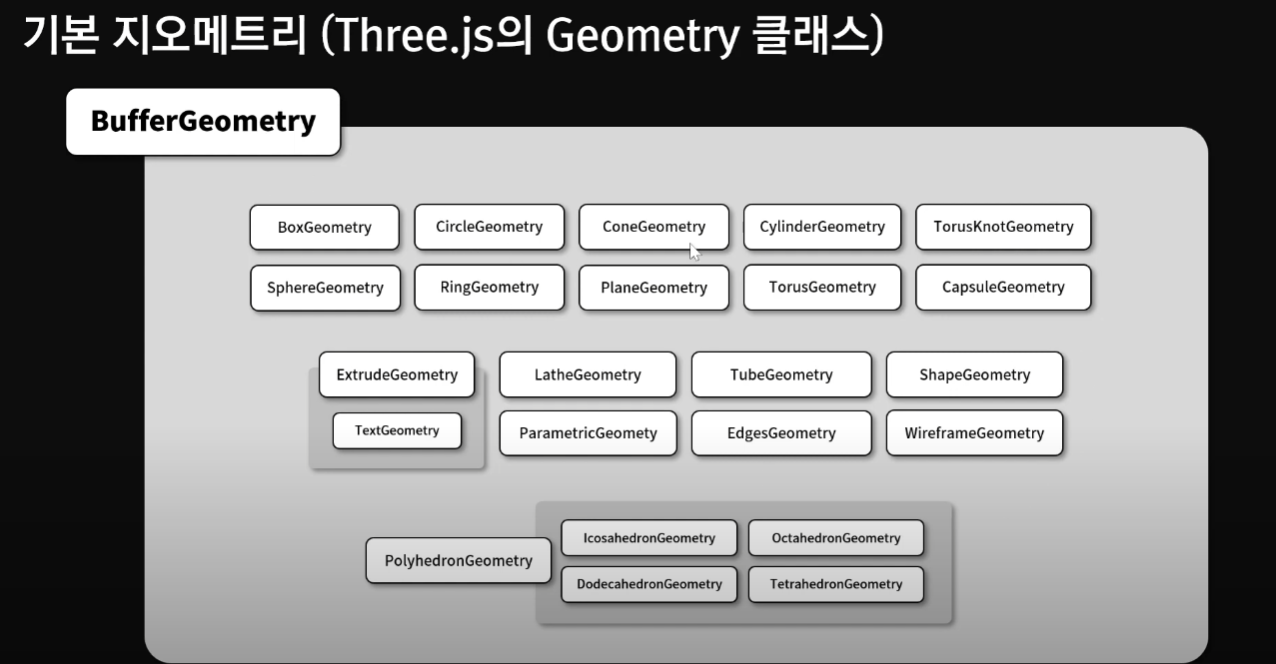 기본 지오메트리 (Three.js의 Geometry 클래스)
BufferGeometry
BoxGeometry CircleGeometry ConeGeometry CylinderGeometry TorusKnotGeometry
SphereGeometry RingGeometry PlaneGeometry TorusGeometry CapsuleGeometry
ExtrudeGeometry LatheGeometry TubeGeometry ShapeGeometry
TextGeometry ParametricGeomety EdgesGeometry WireframeGeometry
IcosahedronGeometry OctahedronGeometry
PolyhedronGeometry
DodecahedronGeometry TetrahedronGeometry